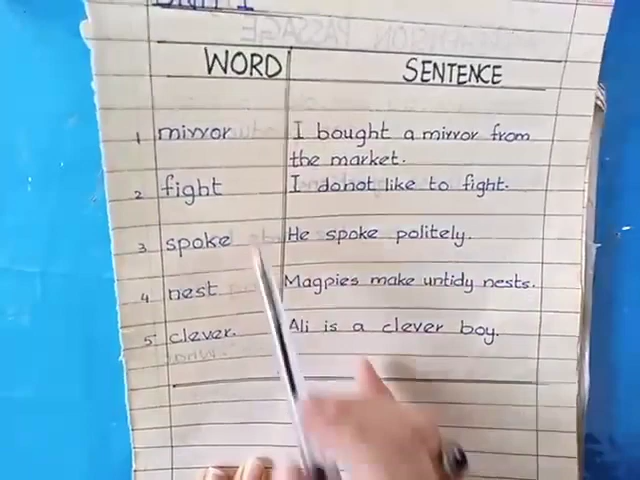 WORD SENTENCE
1 mirror I bought a mirror from
the market.
2 fight I donot like to fight.
3 spoke He spoke politely.
4 nest Magpies make untidy nests.
5 clever. Ali is a clever boy.